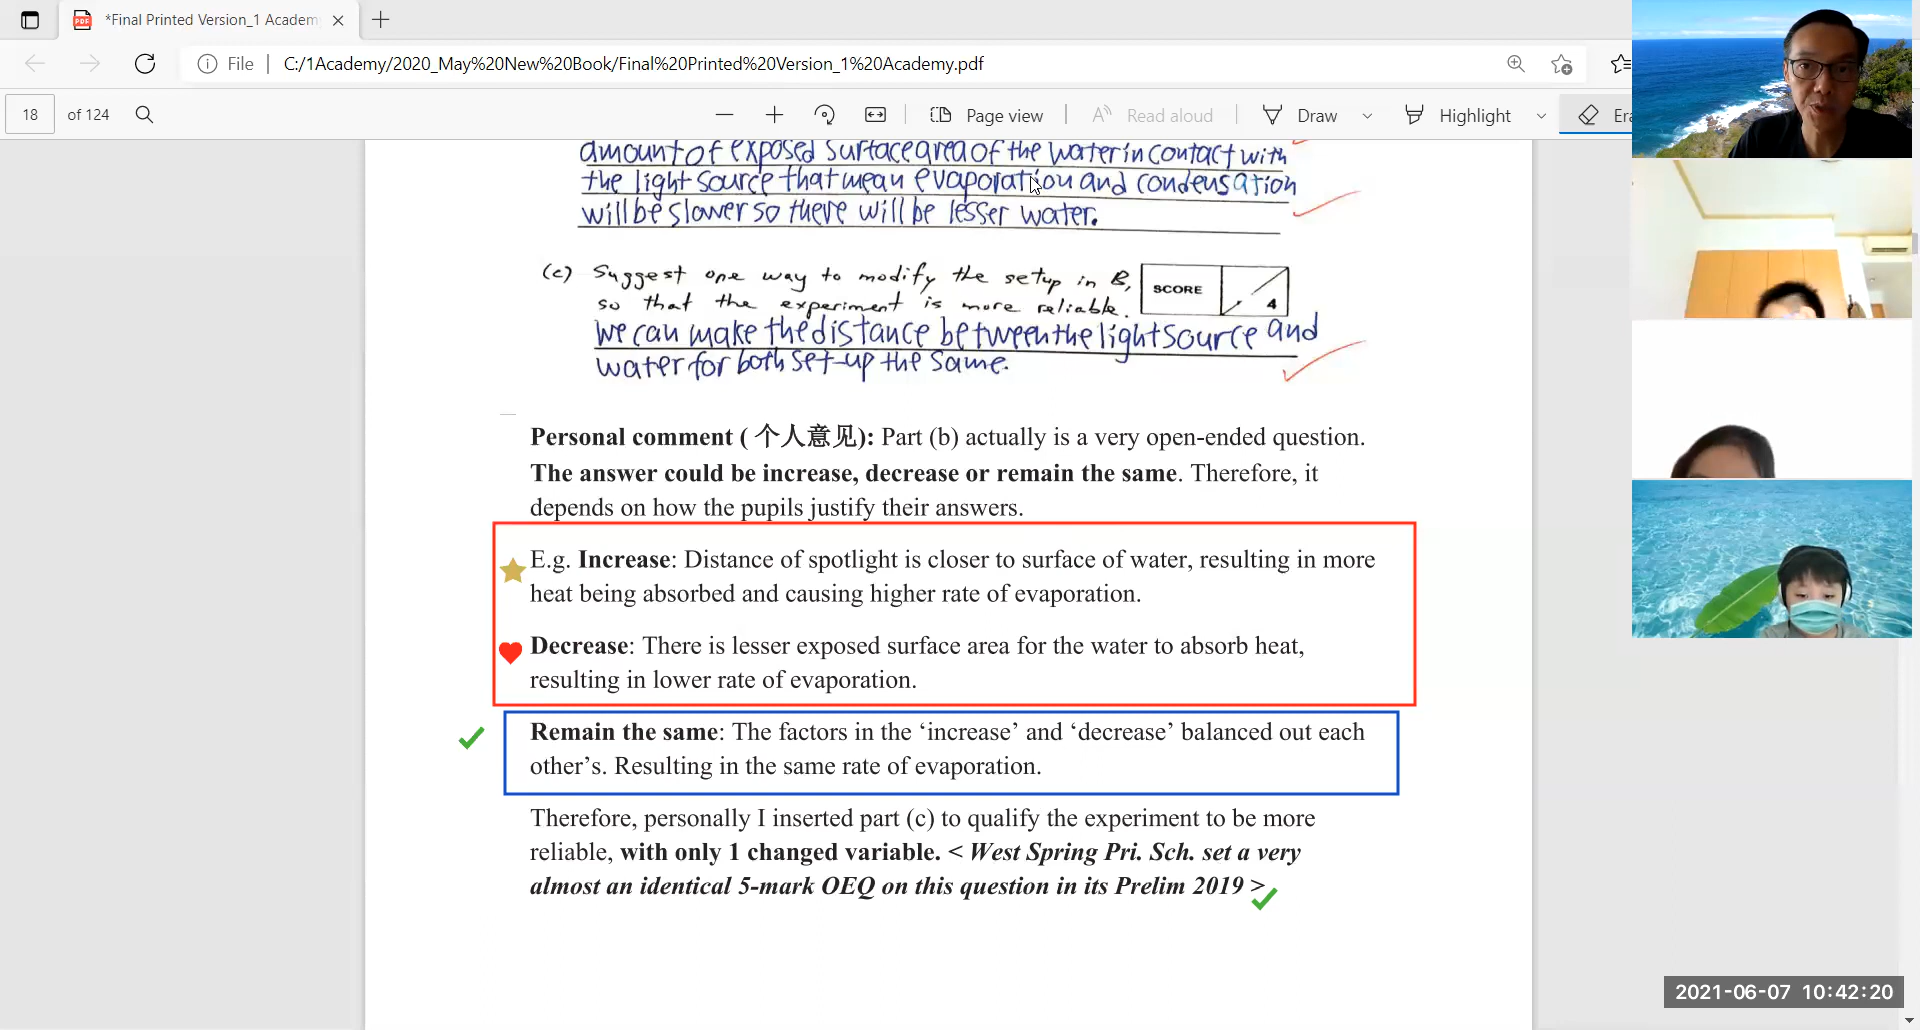 *Final Printed Version_1 Academ
File
C:/1Academy/2020_May%20New%20Book/Final%20Printed%20Version_1%20Academy.pdf
18 of 124
Page view
Read aloud
Draw
Highlight
amount of exposed surface area of the water in contact with
the light source that mean evaporation and condensation
will be slower so there will be lesser water.
(c) Suggest one way to modify the setup in B,
so that the experiment is more reliable.
SCORE
4
we can make the distance between the light source and
water for both set-up the same.
Personal comment ( 个人意见): Part (b) actually is a very open-ended question.
The answer could be increase, decrease or remain the same. Therefore, it
depends on how the pupils justify their answers.
E.g. Increase: Distance of spotlight is closer to surface of water, resulting in more
heat being absorbed and causing higher rate of evaporation.
Decrease: There is lesser exposed surface area for the water to absorb heat,
resulting in lower rate of evaporation.
Remain the same: The factors in the ‘increase’ and ‘decrease’ balanced out each
other’s. Resulting in the same rate of evaporation.
Therefore, personally I inserted part (c) to qualify the experiment to be more
reliable, with only 1 changed variable. < West Spring Pri. Sch. set a very
almost an identical 5-mark OEQ on this question in its Prelim 2019 >
2021-06-07 10:42:20